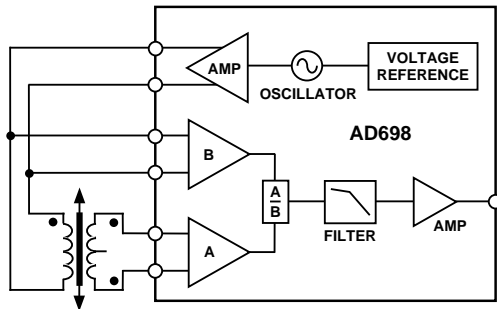 AMP
OSCILLATOR
VOLTAGE
REFERENCE
AD698
B
A
B
FILTER
AMP
A